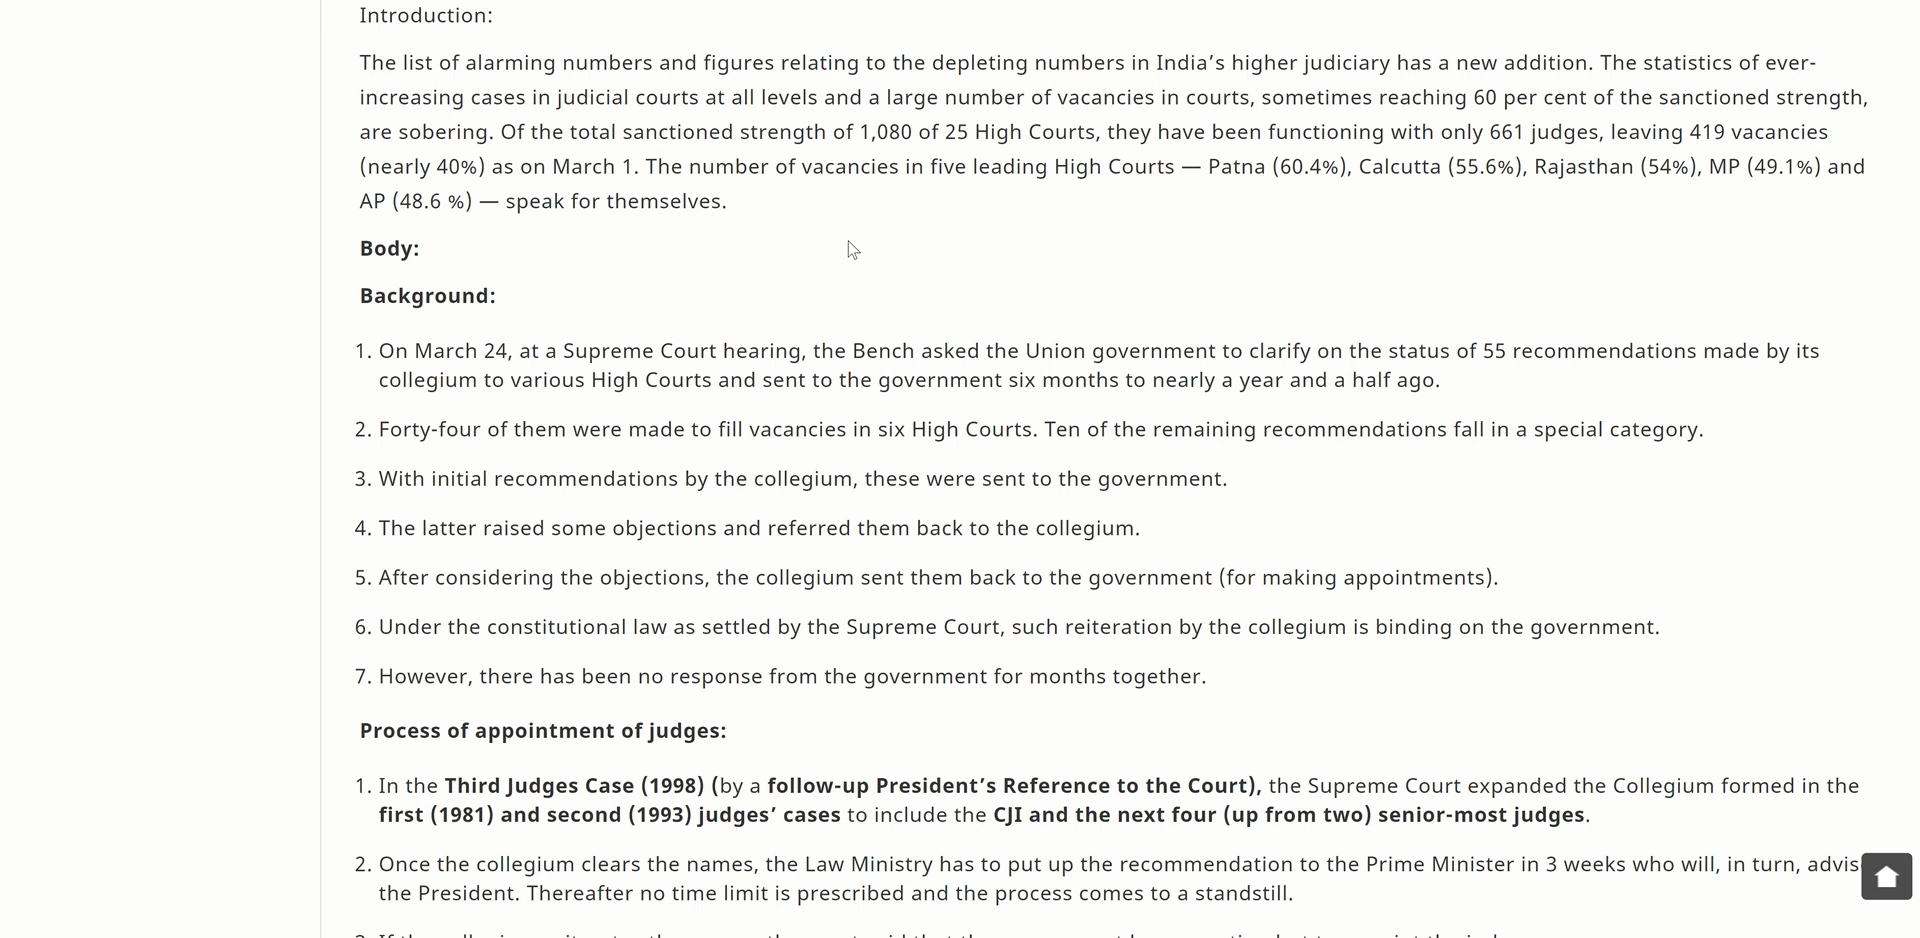 Introduction:
The list of alarming numbers and figures relating to the depleting numbers in India’s higher judiciary has a new addition. The statistics of ever-
increasing cases in judicial courts at all levels and a large number of vacancies in courts, sometimes reaching 60 per cent of the sanctioned strength,
are sobering. Of the total sanctioned strength of 1,080 of 25 High Courts, they have been functioning with only 661 judges, leaving 419 vacancies
(nearly 40%) as on March 1. The number of vacancies in five leading High Courts — Patna (60.4%), Calcutta (55.6%), Rajasthan (54%), MP (49.1%) and
AP (48.6 %) — speak for themselves.
Body:
Background:
1. On March 24, at a Supreme Court hearing, the Bench asked the Union government to clarify on the status of 55 recommendations made by its
collegium to various High Courts and sent to the government six months to nearly a year and a half ago.
2. Forty-four of them were made to fill vacancies in six High Courts. Ten of the remaining recommendations fall in a special category.
3. With initial recommendations by the collegium, these were sent to the government.
4. The latter raised some objections and referred them back to the collegium.
5. After considering the objections, the collegium sent them back to the government (for making appointments).
6. Under the constitutional law as settled by the Supreme Court, such reiteration by the collegium is binding on the government.
7. However, there has been no response from the government for months together.
Process of appointment of judges:
1. In the Third Judges Case (1998) (by a follow-up President’s Reference to the Court), the Supreme Court expanded the Collegium formed in the
first (1981) and second (1993) judges’ cases to include the CJI and the next four (up from two) senior-most judges.
2. Once the collegium clears the names, the Law Ministry has to put up the recommendation to the Prime Minister in 3 weeks who will, in turn, advis
the President. Thereafter no time limit is prescribed and the process comes to a standstill.